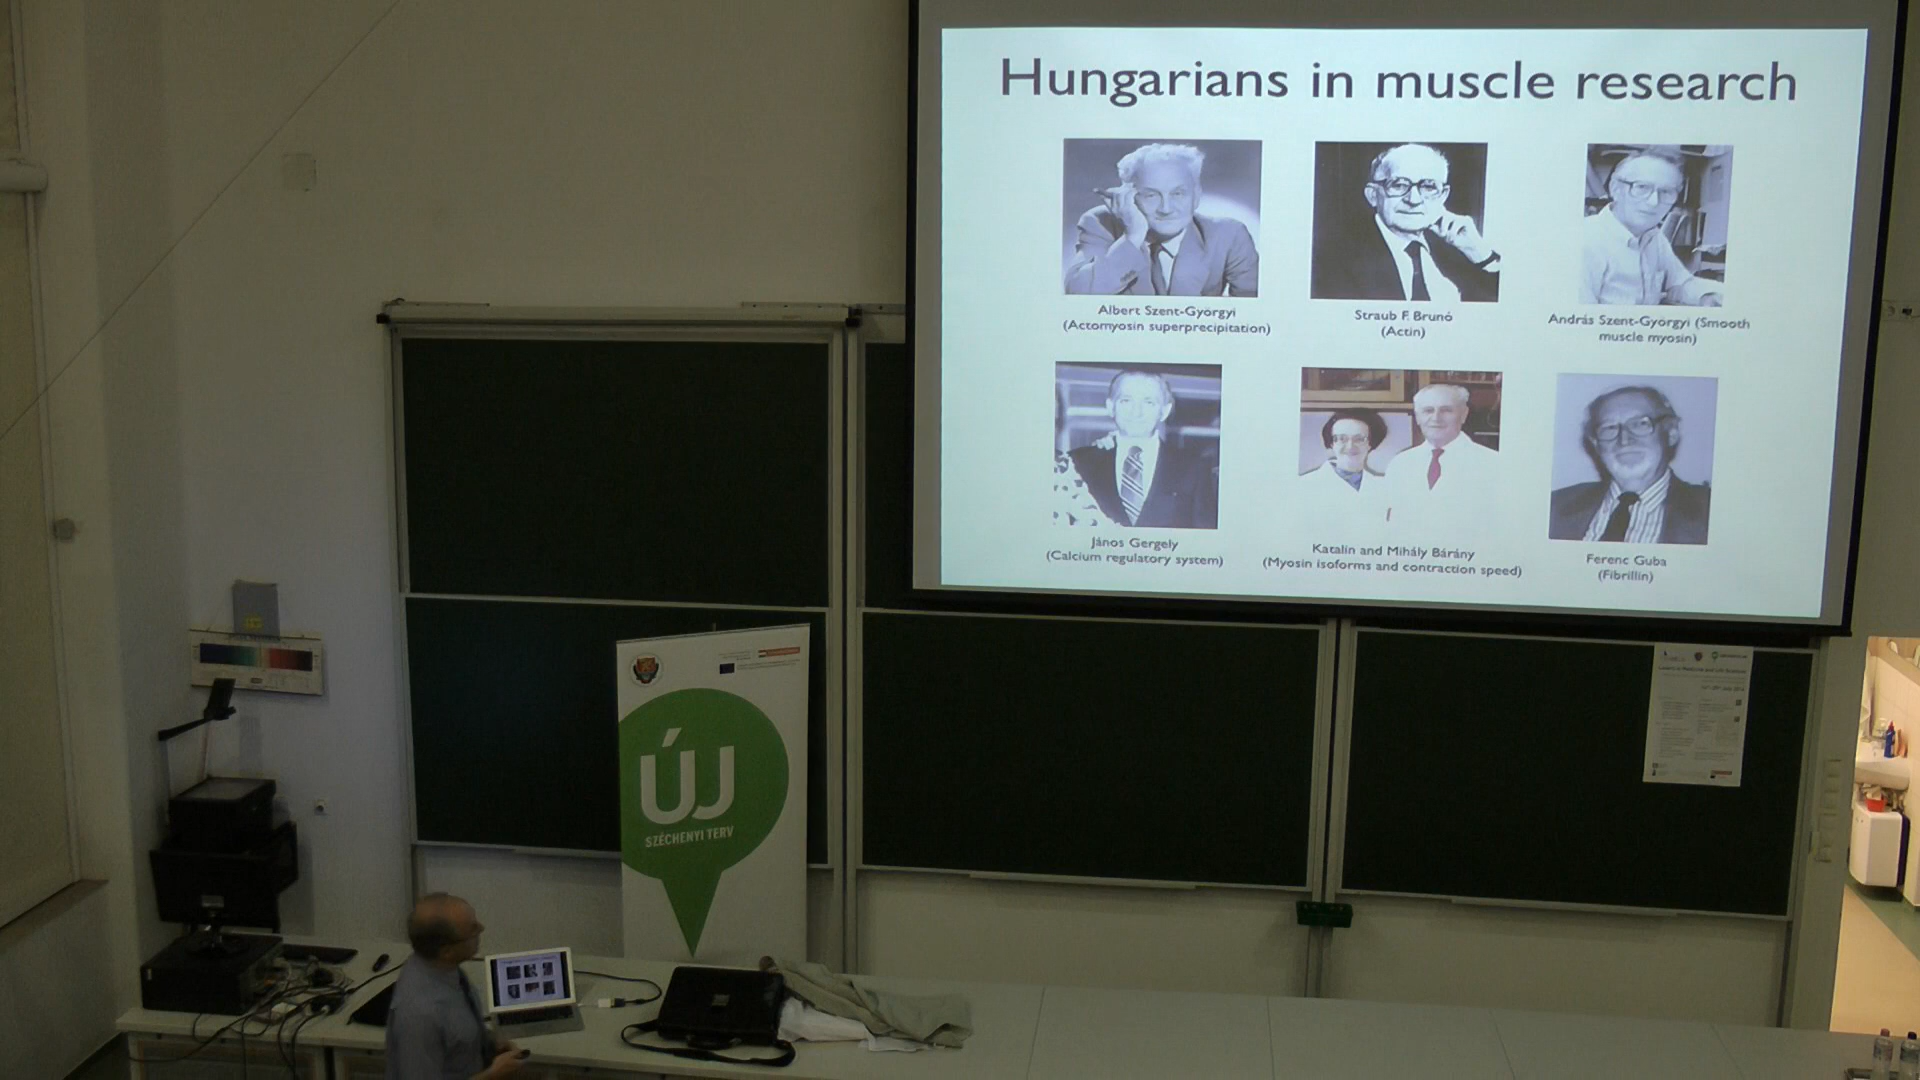 Hungarians in muscle research
Albert Szent-Györgyi
(Actomyosin superprecipitation)
Straub F. Brunó
(Actin)
András Szent-Györgyi (Smooth
muscle myosin)
János Gergely
(Calcium regulatory system)
Katalin and Mihály Bárány
(Myosin isoforms and contraction speed)
Ferenc Guba
(Fibrillin)
ÚJ
SZÉCHENYI TERV